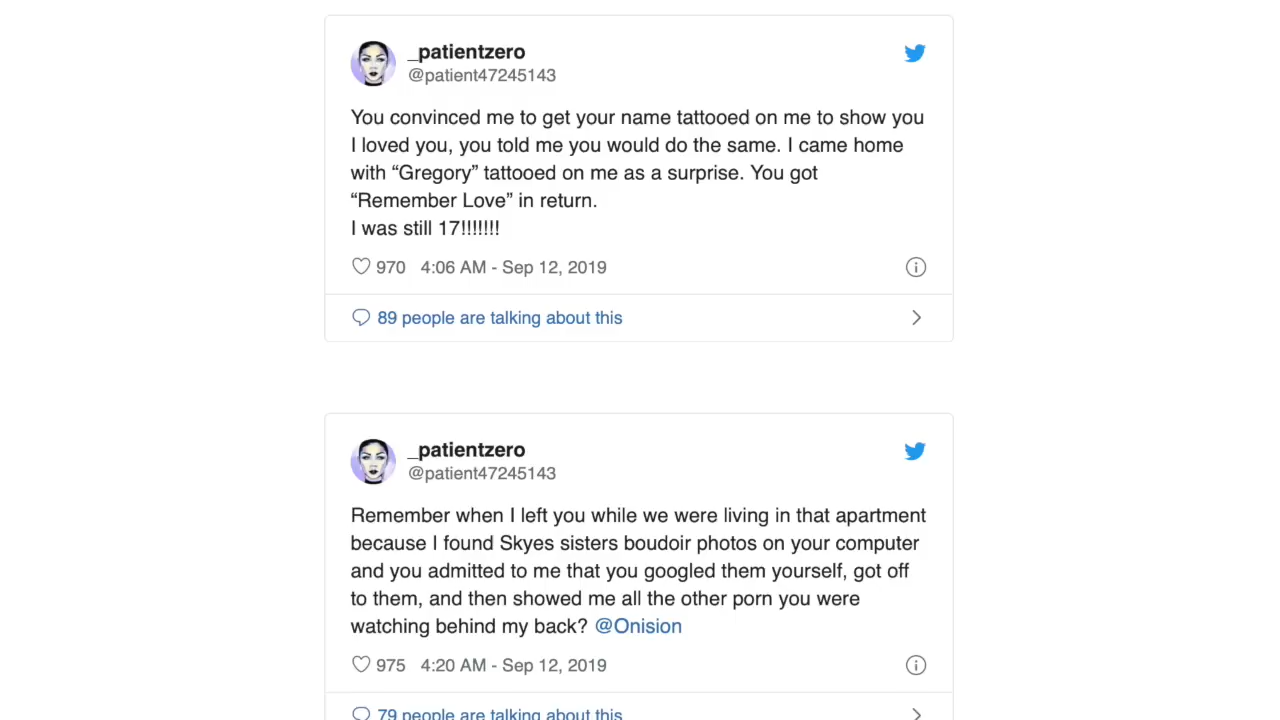 _patientzero
@patient47245143
You convinced me to get your name tattooed on me to show you
I loved you, you told me you would do the same. I came home
with “Gregory” tattooed on me as a surprise. You got
“Remember Love” in return.
I was still 17!!!!!!!
970 4:06 AM - Sep 12, 2019
89 people are talking about this
_patientzero
@patient47245143
Remember when I left you while we were living in that apartment
because I found Skyes sisters boudoir photos on your computer
and you admitted to me that you googled them yourself, got off
to them, and then showed me all the other porn you were
watching behind my back? @Onision
975 4:20 AM - Sep 12, 2019
79 people are talking about this